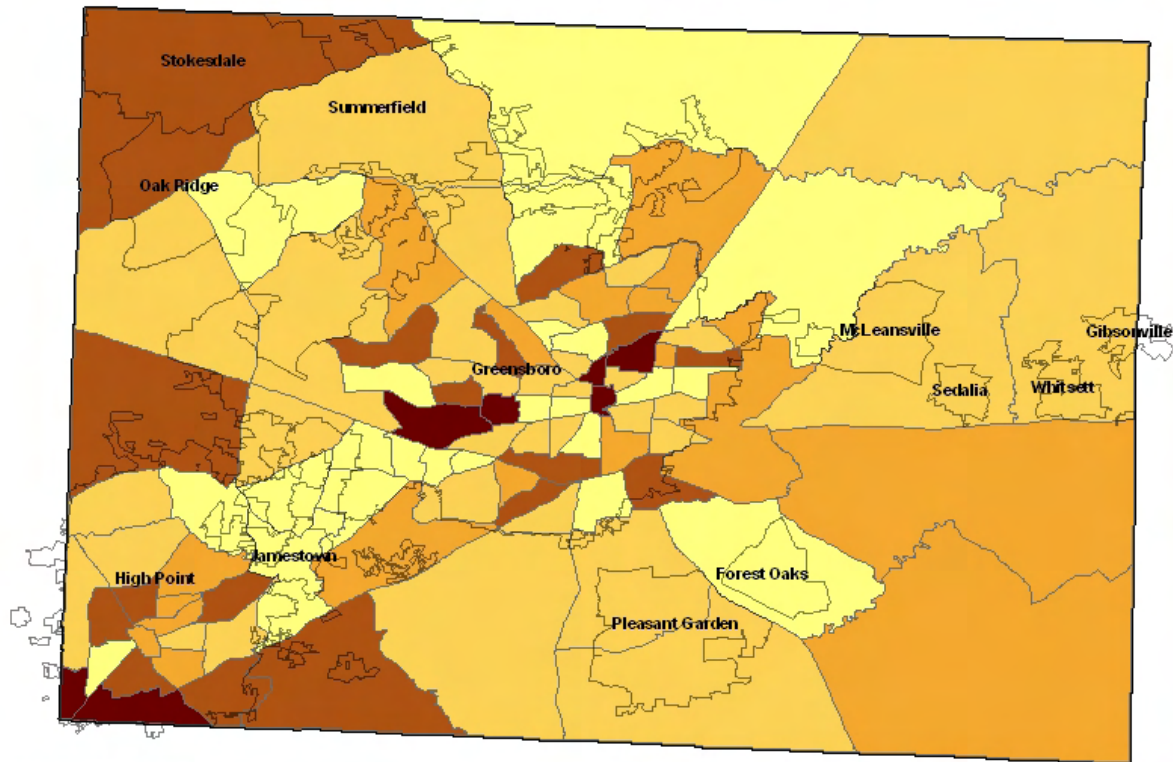 Stokesdale
Summerfield
Oak Ridge
McLeansville
Gibsonville
Greensboro
Sedalia
Whitsett
Jamestown
High Point
Forest Oaks
Pleasant Garden